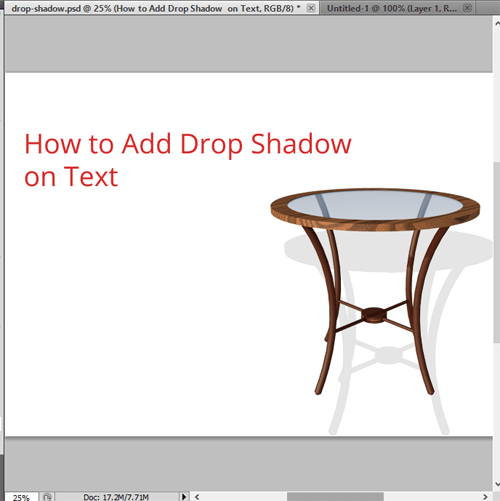 drop-shadow.psd @ 25% (How to Add Drop Shadow on Text, RGB/8) * Untitled-1 @ 100% (Layer 1, R...
How to Add Drop Shadow
on Text
25% Doc: 17.2M/7.71M